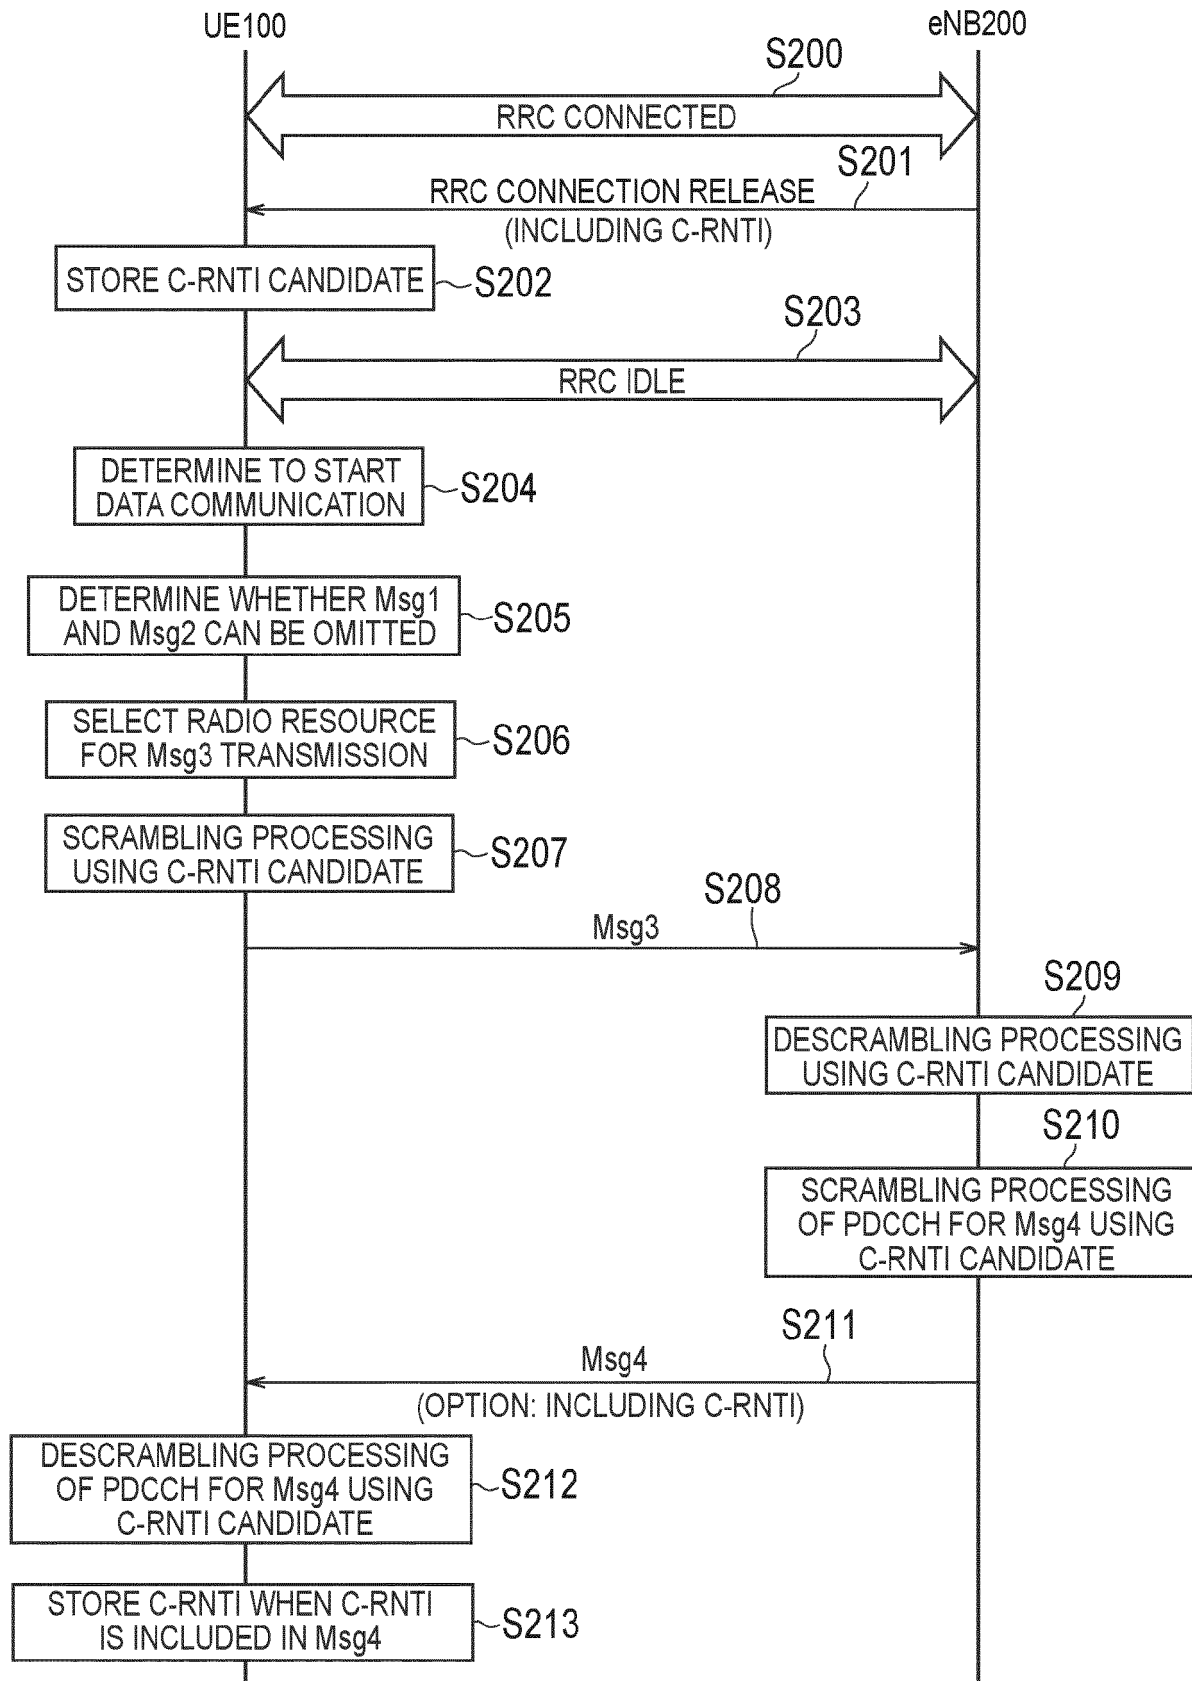 UE100
eNB200
S200
RRC CONNECTED
S201
RRC CONNECTION RELEASE
(INCLUDING C-RNTI)
STORE C-RNTI CANDIDATE
S202
S203
RRC IDLE
DETERMINE TO START
DATA COMMUNICATION
S204
DETERMINE WHETHER Msg1
AND Msg2 CAN BE OMITTED
S205
SELECT RADIO RESOURCE
FOR Msg3 TRANSMISSION
S206
SCRAMBLING PROCESSING
USING C-RNTI CANDIDATE
S207
S208
Msg3
S209
DESCRAMBLING PROCESSING
USING C-RNTI CANDIDATE
S210
SCRAMBLING PROCESSING
OF PDCCH FOR Msg4 USING
C-RNTI CANDIDATE
S211
Msg4
(OPTION: INCLUDING C-RNTI)
DESCRAMBLING PROCESSING
OF PDCCH FOR Msg4 USING
C-RNTI CANDIDATE
S212
STORE C-RNTI WHEN C-RNTI
IS INCLUDED IN Msg4
S213